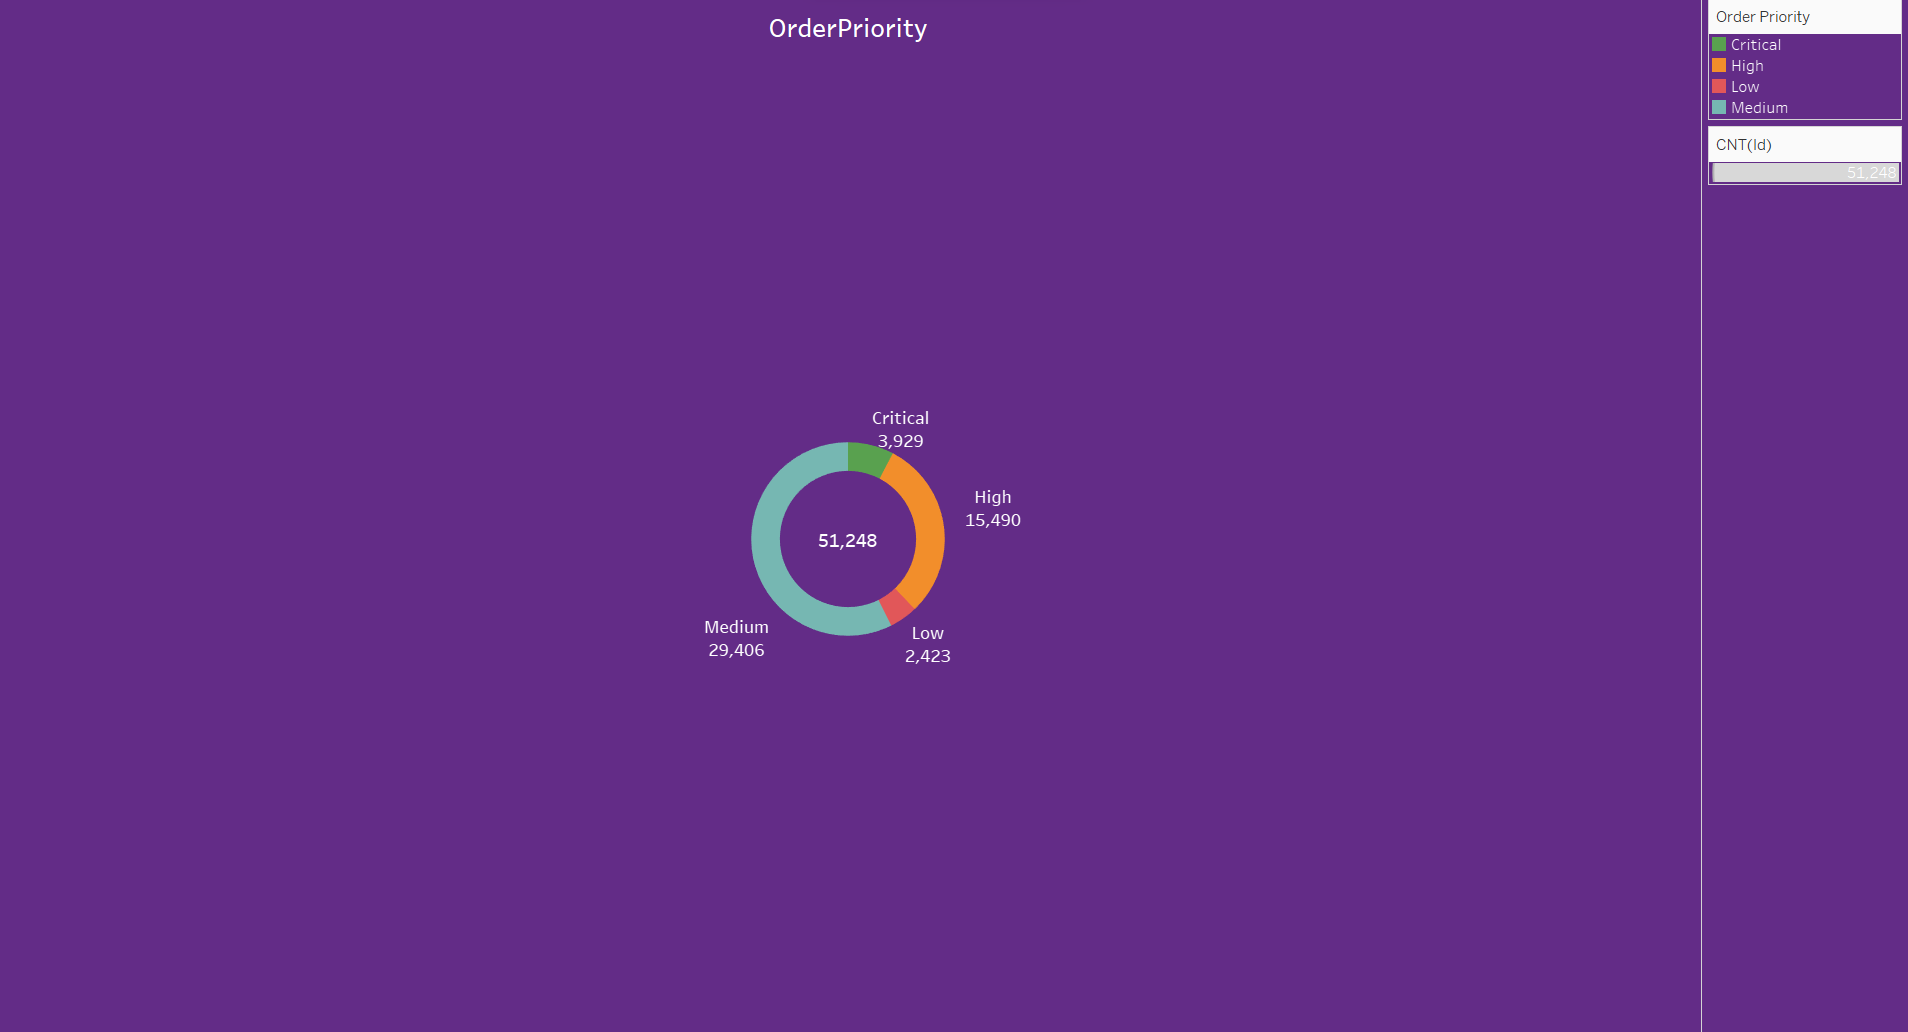 OrderPriority
Critical
3,929
High
15,490
51,248
Medium
29,406
Low
2,423
Order Priority
Critical
High
Low
Medium
CNT(Id)
51,248